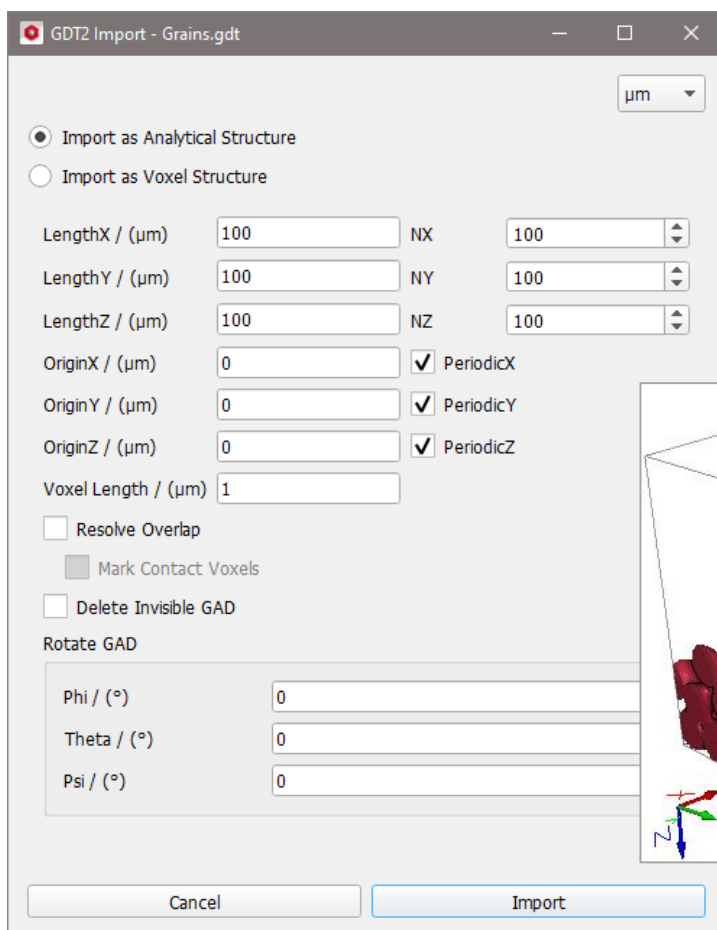 GDT2 Import - Grains.gdt
µm
Import as Analytical Structure
Import as Voxel Structure
LengthX / (µm) 100 NX 100
LengthY / (µm) 100 NY 100
LengthZ / (µm) 100 NZ 100
OriginX / (µm) 0 PeriodicX
OriginY / (µm) 0 PeriodicY
OriginZ / (µm) 0 PeriodicZ
Voxel Length / (µm) 1
Resolve Overlap
Mark Contact Voxels
Delete Invisible GAD
Rotate GAD
Phi / (°) 0
Theta / (°) 0
Psi / (°) 0
Z
Cancel Import